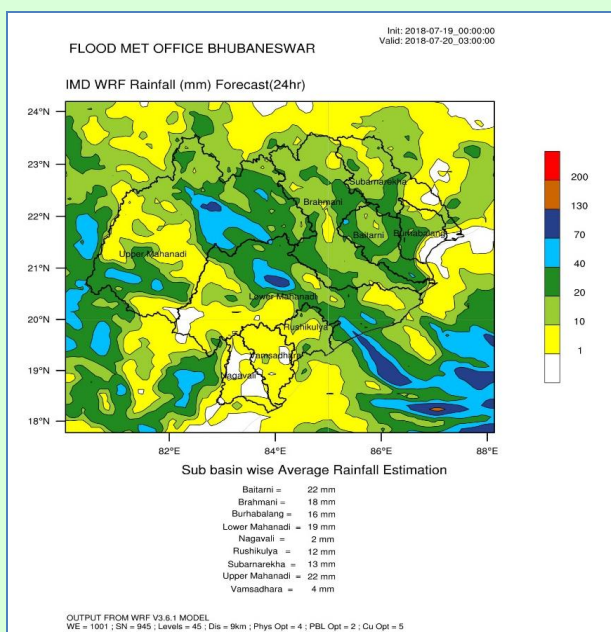 Init: 2018-07-19_00:00:00
FLOOD MET OFFICE BHUBANESWAR
Valid: 2018-07-20_03:00:00
IMD WRF Rainfall (mm) Forecast(24hr)
24°N
23°N
22°N
21°N
20°N
19°N
18°N
Subarnarekha
Brahmani
Baitarni
Burhabalang
Upper Mahanadi
Lower Mahanadi
Rushikulya
Vamsadhara
Nagavali
200
130
70
40
20
10
1
82°E
84°E
86°E
88°E
Sub basin wise Average Rainfall Estimation
Baitarni = 22 mm
Brahmani = 18 mm
Burhabalang = 16 mm
Lower Mahanadi = 19 mm
Nagavali = 2 mm
Rushikulya = 12 mm
Subarnarekha = 13 mm
Upper Mahanadi = 22 mm
Vamsadhara = 4 mm
OUTPUT FROM WRF V3.6.1 MODEL
WE = 1001 ; SN = 945 ; Levels = 45 ; Dis = 9km ; Phys Opt = 4 ; PBL Opt = 2 ; Cu Opt = 5